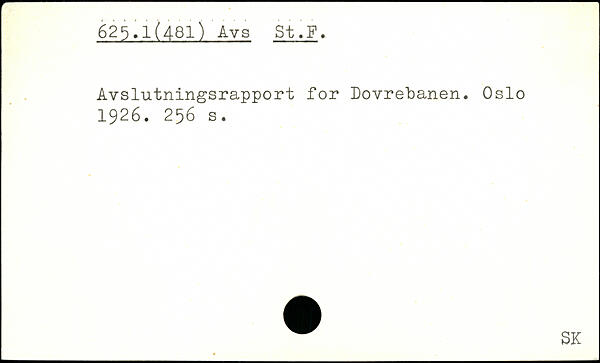 625.1(481) Avs St.F.
Avslutningsrapport for Dovrebanen. Oslo
1926. 256 s.
SK